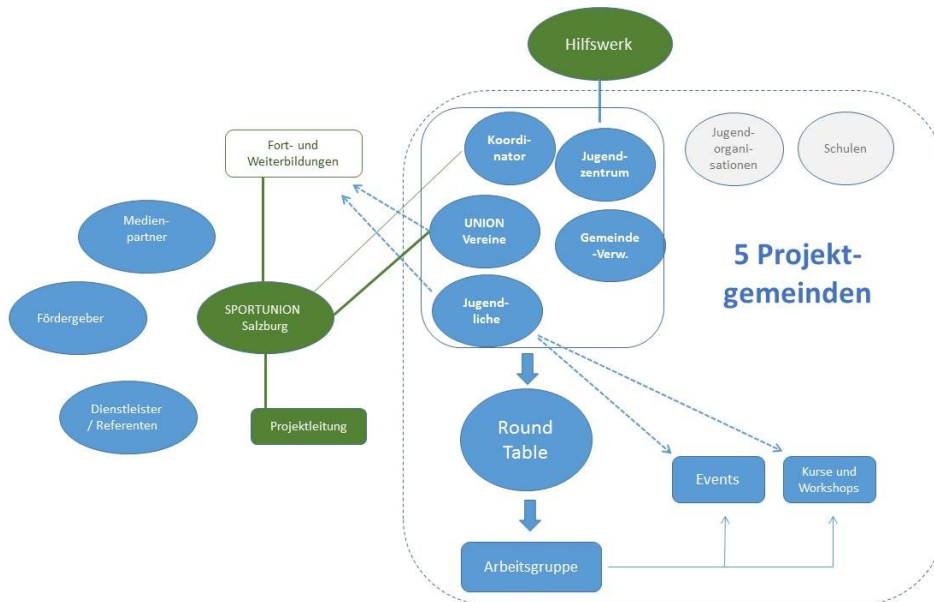 Hilfswerk
Fort- und
Weiterbildungen
Koordi-
nator
Jugend-
zentrum
Jugend-
organi-
sationen
Schulen
Medien-
partner
UNION
Vereine
Gemeinde
-Verw.
5 Projekt-
gemeinden
Fördergeber
SPORTUNION
Salzburg
Jugend-
liche
Dienstleister
/ Referenten
Projektleitung
Round
Table
Events
Kurse und
Workshops
Arbeitsgruppe